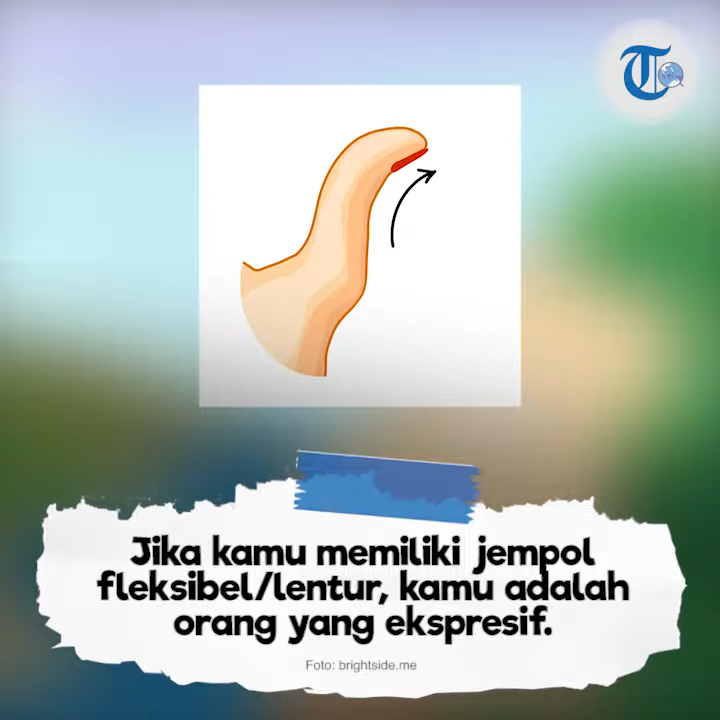 T
Jika kamu memiliki jempol
fleksibel/lentur, kamu adalah
orang yang ekspresif.
Foto: brightside.me